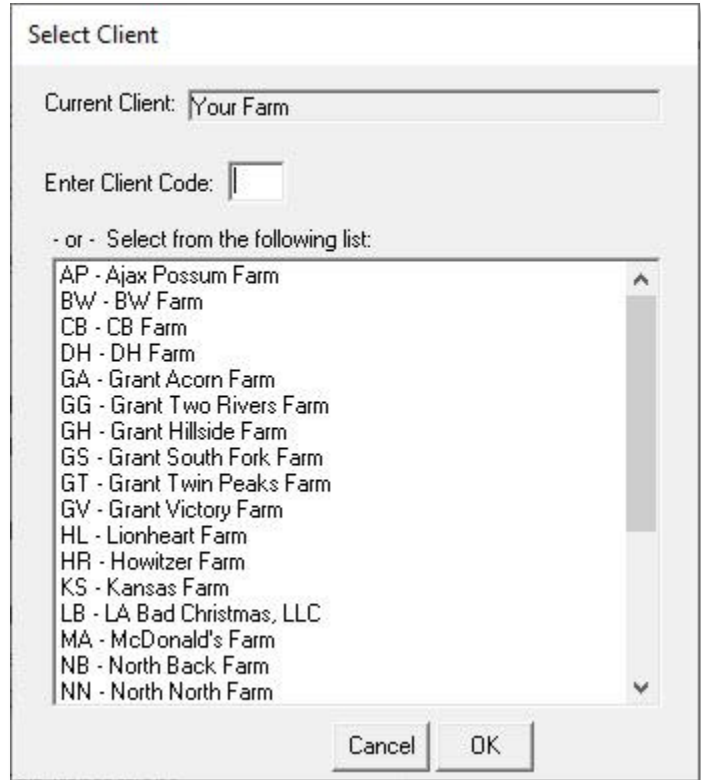 Select Client
Current Client: Your Farm
Enter Client Code:
- or - Select from the following list:
AP - Ajax Possum Farm
BW - BW Farm
CB - CB Farm
DH - DH Farm
GA - Grant Acorn Farm
GG - Grant Two Rivers Farm
GH - Grant Hillside Farm
GS - Grant South Fork Farm
GT - Grant Twin Peaks Farm
GV - Grant Victory Farm
HL - Lionheart Farm
HR - Howitzer Farm
KS - Kansas Farm
LB - LA Bad Christmas, LLC
MA - McDonald's Farm
NB - North Back Farm
NN - North North Farm
Cancel OK